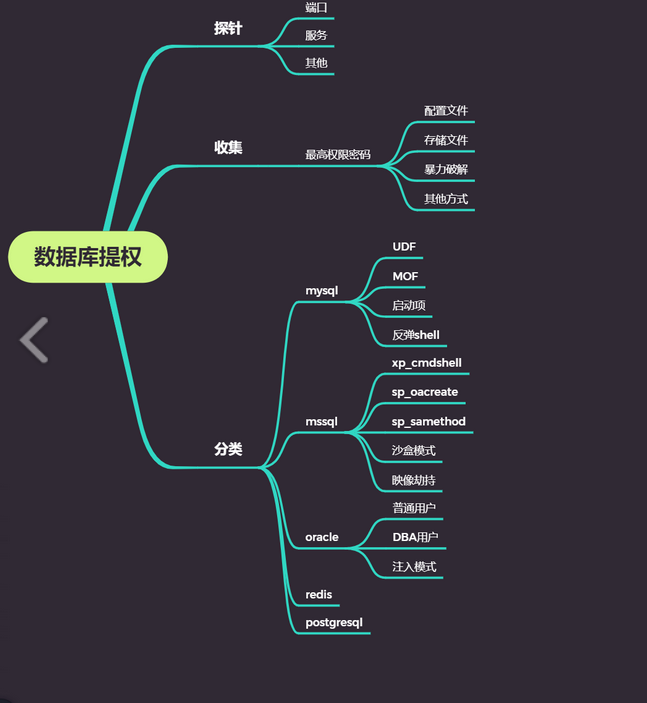 数据库提权
探针
端口
服务
其他
收集
最高权限密码
配置文件
存储文件
暴力破解
其他方式
分类
mysql
UDF
MOF
启动项
反弹shell
mssql
xp_cmdshell
sp_oacreate
sp_samethod
沙盒模式
映像劫持
oracle
普通用户
DBA用户
注入模式
redis
postgresql